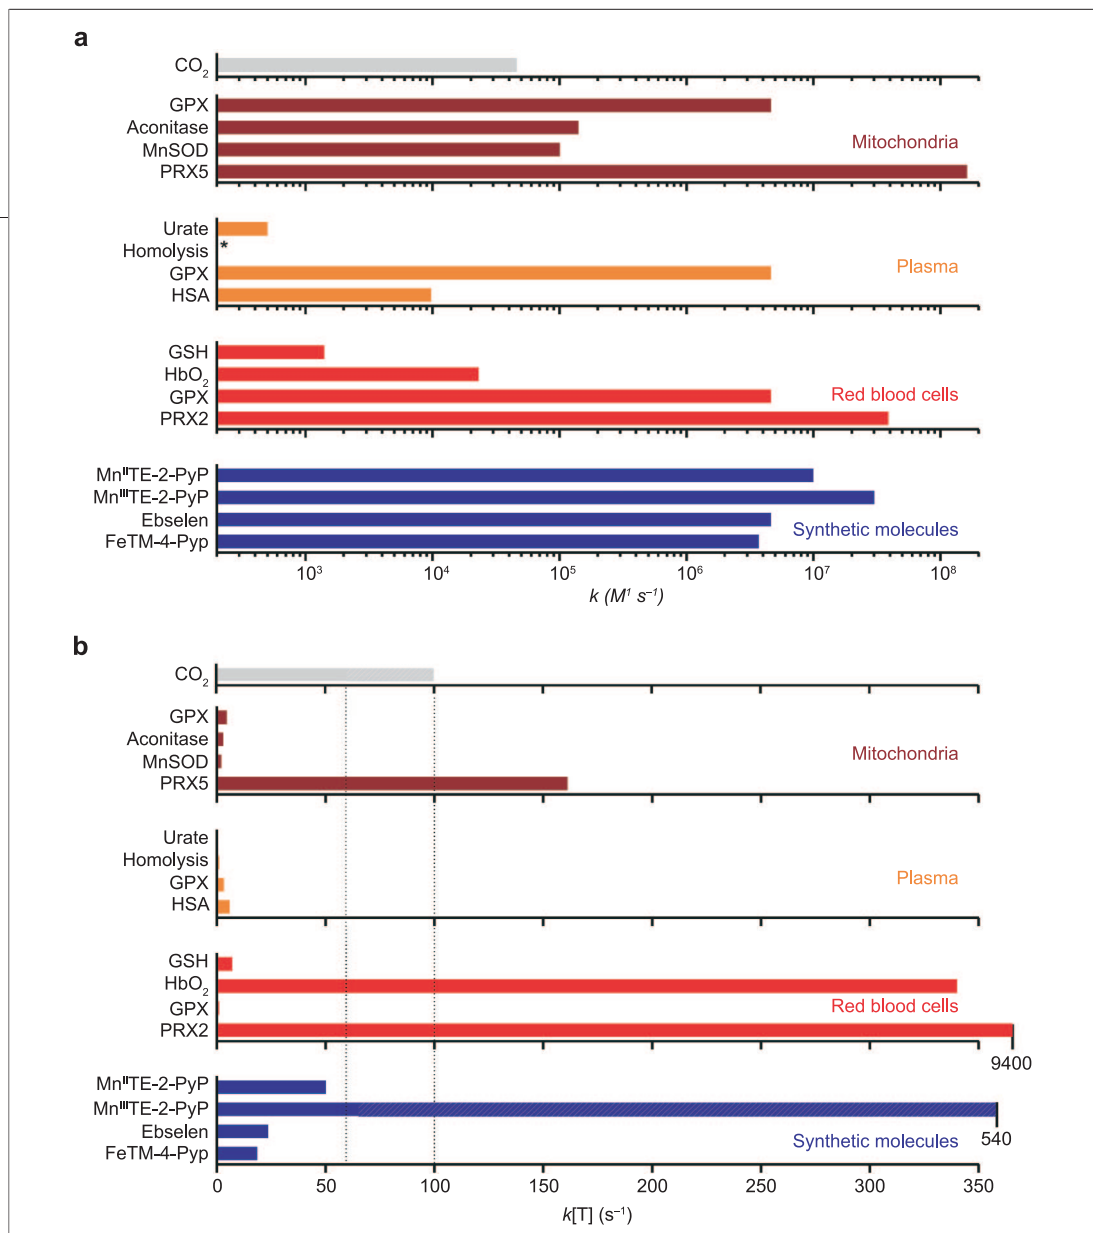 a
CO₂
GPX
Aconitase
MnSOD
PRX5
Mitochondria
Urate
Homolysis *
GPX
HSA
Plasma
GSH
HbO₂
GPX
PRX2
Red blood cells
MnᴵᴵTE-2-PyP
MnᴵᴵᴵTE-2-PyP
Ebselen
FeTM-4-Pyp
Synthetic molecules
10³ 10⁴ 10⁵ 10⁶ 10⁷ 10⁸
k (M¹ s⁻¹)
b
CO₂
GPX
Aconitase
MnSOD
PRX5
Mitochondria
Urate
Homolysis
GPX
HSA
Plasma
GSH
HbO₂
GPX
PRX2
Red blood cells
9400
MnᴵᴵTE-2-PyP
MnᴵᴵᴵTE-2-PyP
Ebselen
FeTM-4-Pyp
540
Synthetic molecules
0 50 100 150 200 250 300 350
k[T] (s⁻¹)